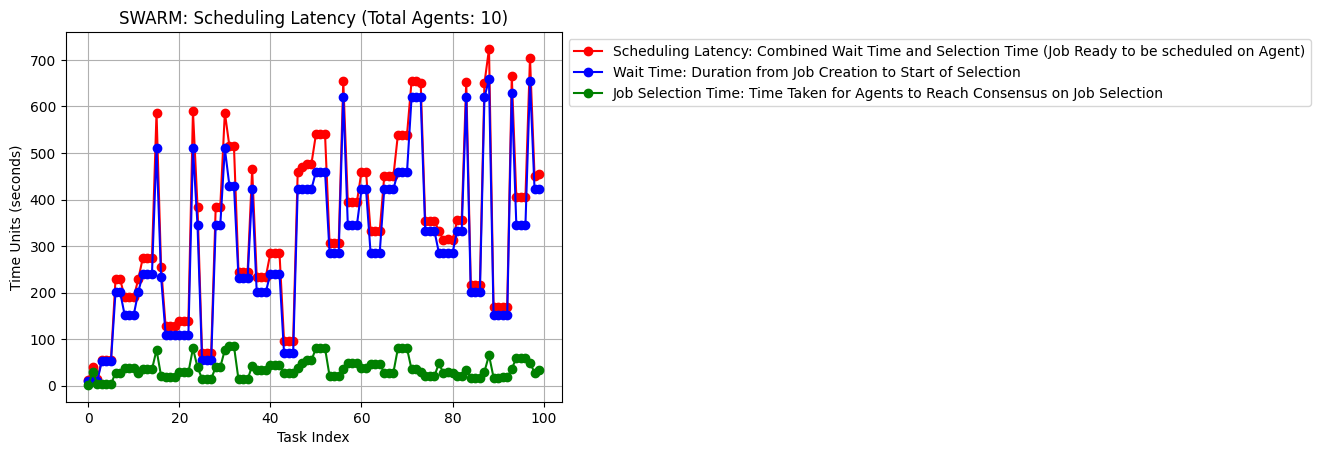 SWARM: Scheduling Latency (Total Agents: 10)
Scheduling Latency: Combined Wait Time and Selection Time (Job Ready to be scheduled on Agent)
Wait Time: Duration from Job Creation to Start of Selection
Job Selection Time: Time Taken for Agents to Reach Consensus on Job Selection
Time Units (seconds)
700
600
500
400
300
200
100
0
0 20 40 60 80 100
Task Index